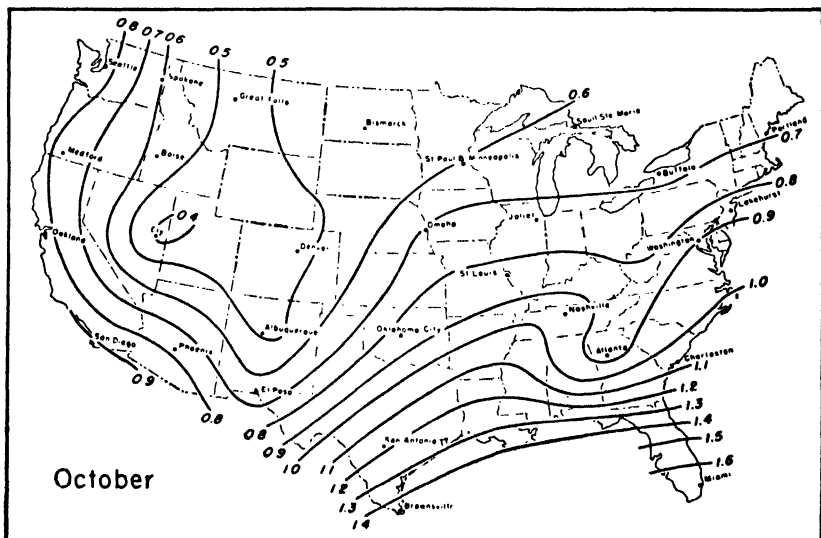 0.8 0.7 0.6 0.5 0.5
Seattle
Spokane
Great Falls
0.6
Bismarck
Sault Ste Marie
Portland
0.7
Medford
Boise
St Paul & Minneapolis
Buffalo
0.8
0.4
City
Omaha
Joliet
Lakehurst
0.9
Oakland
Denver
Washington
St Louis
1.0
Nashville
Albuquerque
Oklahoma City
San Diego
Phoenix
Atlanta
Charleston
1.1
0.9
El Paso
1.2
0.8
0.8
1.3
0.9
1.4
San Antonio
1.5
1.0
1.1
1.6
October
1.2
Miami
1.3
Brownsville
1.4